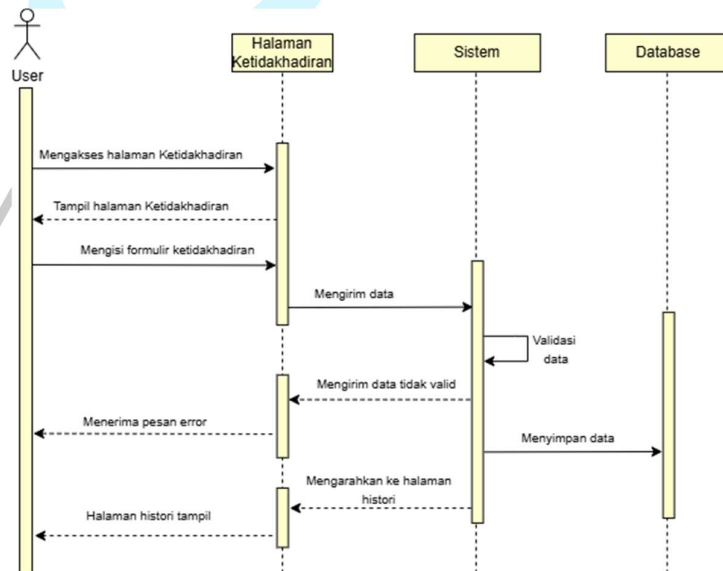 Halaman
Ketidakhadiran
Sistem
Database
User
Mengakses halaman Ketidakhadiran
Tampil halaman Ketidakhadiran
Mengisi formulir ketidakhadiran
Mengirim data
Validasi
data
Mengirim data tidak valid
Menerima pesan error
Menyimpan data
Mengarahkan ke halaman
histori
Halaman histori tampil